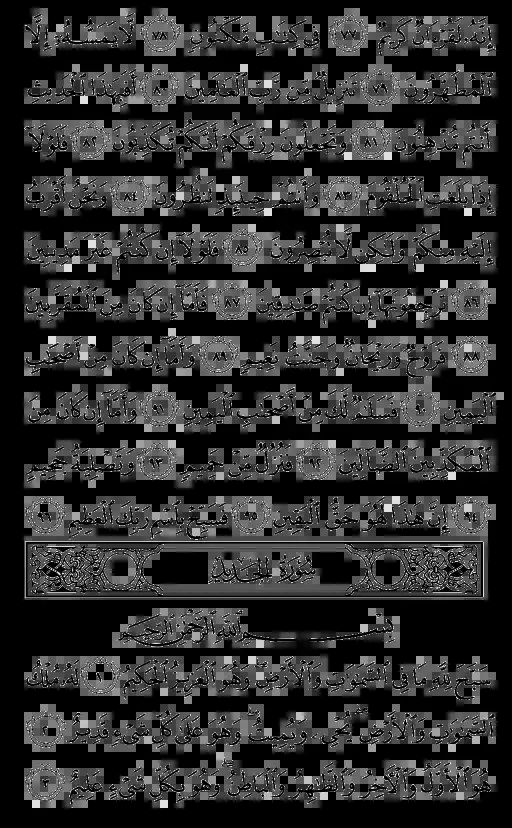 إِنَّهُۥ لَقُرْءَانٌ كَرِيمٌ ٧٧ فِى كِتَٰبٍ مَّكْنُونٍ ٧٨ لَّا يَمَسُّهُۥٓ إِلَّا
ٱلْمُطَهَّرُونَ ٧٩ تَنزِيلٌ مِّن رَّبِّ ٱلْعَٰلَمِينَ ٨٠ أَفَبِهَٰذَا ٱلْحَدِيثِ
أَنتُم مُّدْهِنُونَ ٨١ وَتَجْعَلُونَ رِزْقَكُمْ أَنَّكُمْ تُكَذِّبُونَ ٨٢ فَلَوْلَآ
إِذَا بَلَغَتِ ٱلْحُلْقُومَ ٨٣ وَأَنتُمْ حِينَئِذٍ تَنظُرُونَ ٨٤ وَنَحْنُ أَقْرَبُ
إِلَيْهِ مِنكُمْ وَلَٰكِن لَّا تُبْصِرُونَ ٨٥ فَلَوْلَآ إِن كُنتُمْ غَيْرَ مَدِينِينَ
٨٦ تَرْجِعُونَهَآ إِن كُنتُمْ صَٰدِقِينَ ٨٧ فَأَمَّآ إِن كَانَ مِنَ ٱلْمُقَرَّبِينَ
٨٨ فَرَوْحٌ وَرَيْحَانٌ وَجَنَّتُ نَعِيمٍ ٨٩ وَأَمَّآ إِن كَانَ مِنْ أَصْحَٰبِ
ٱلْيَمِينِ ٩٠ فَسَلَٰمٌ لَّكَ مِنْ أَصْحَٰبِ ٱلْيَمِينِ ٩١ وَأَمَّآ إِن كَانَ مِنَ
ٱلْمُكَذِّبِينَ ٱلضَّآلِّينَ ٩٢ فَنُزُلٌ مِّنْ حَمِيمٍ ٩٣ وَتَصْلِيَةُ جَحِيمٍ
٩٤ إِنَّ هَٰذَا لَهُوَ حَقُّ ٱلْيَقِينِ ٩٥ فَسَبِّحْ بِٱسْمِ رَبِّكَ ٱلْعَظِيمِ ٩٦
سُورَةُ الحَدِيدِ
بِسْمِ ٱللَّهِ ٱلرَّحْمَٰنِ ٱلرَّحِيمِ
سَبَّحَ لِلَّهِ مَا فِى ٱلسَّمَٰوَٰتِ وَٱلْأَرْضِ وَهُوَ ٱلْعَزِيزُ ٱلْحَكِيمُ ١ لَهُۥ مُلْكُ
ٱلسَّمَٰوَٰتِ وَٱلْأَرْضِ يُحْىِۦ وَيُمِيتُ وَهُوَ عَلَىٰ كُلِّ شَىْءٍ قَدِيرٌ ٢
هُوَ ٱلْأَوَّلُ وَٱلْءَاخِرُ وَٱلظَّٰهِرُ وَٱلْبَاطِنُ وَهُوَ بِكُلِّ شَىْءٍ عَلِيمٌ ٣